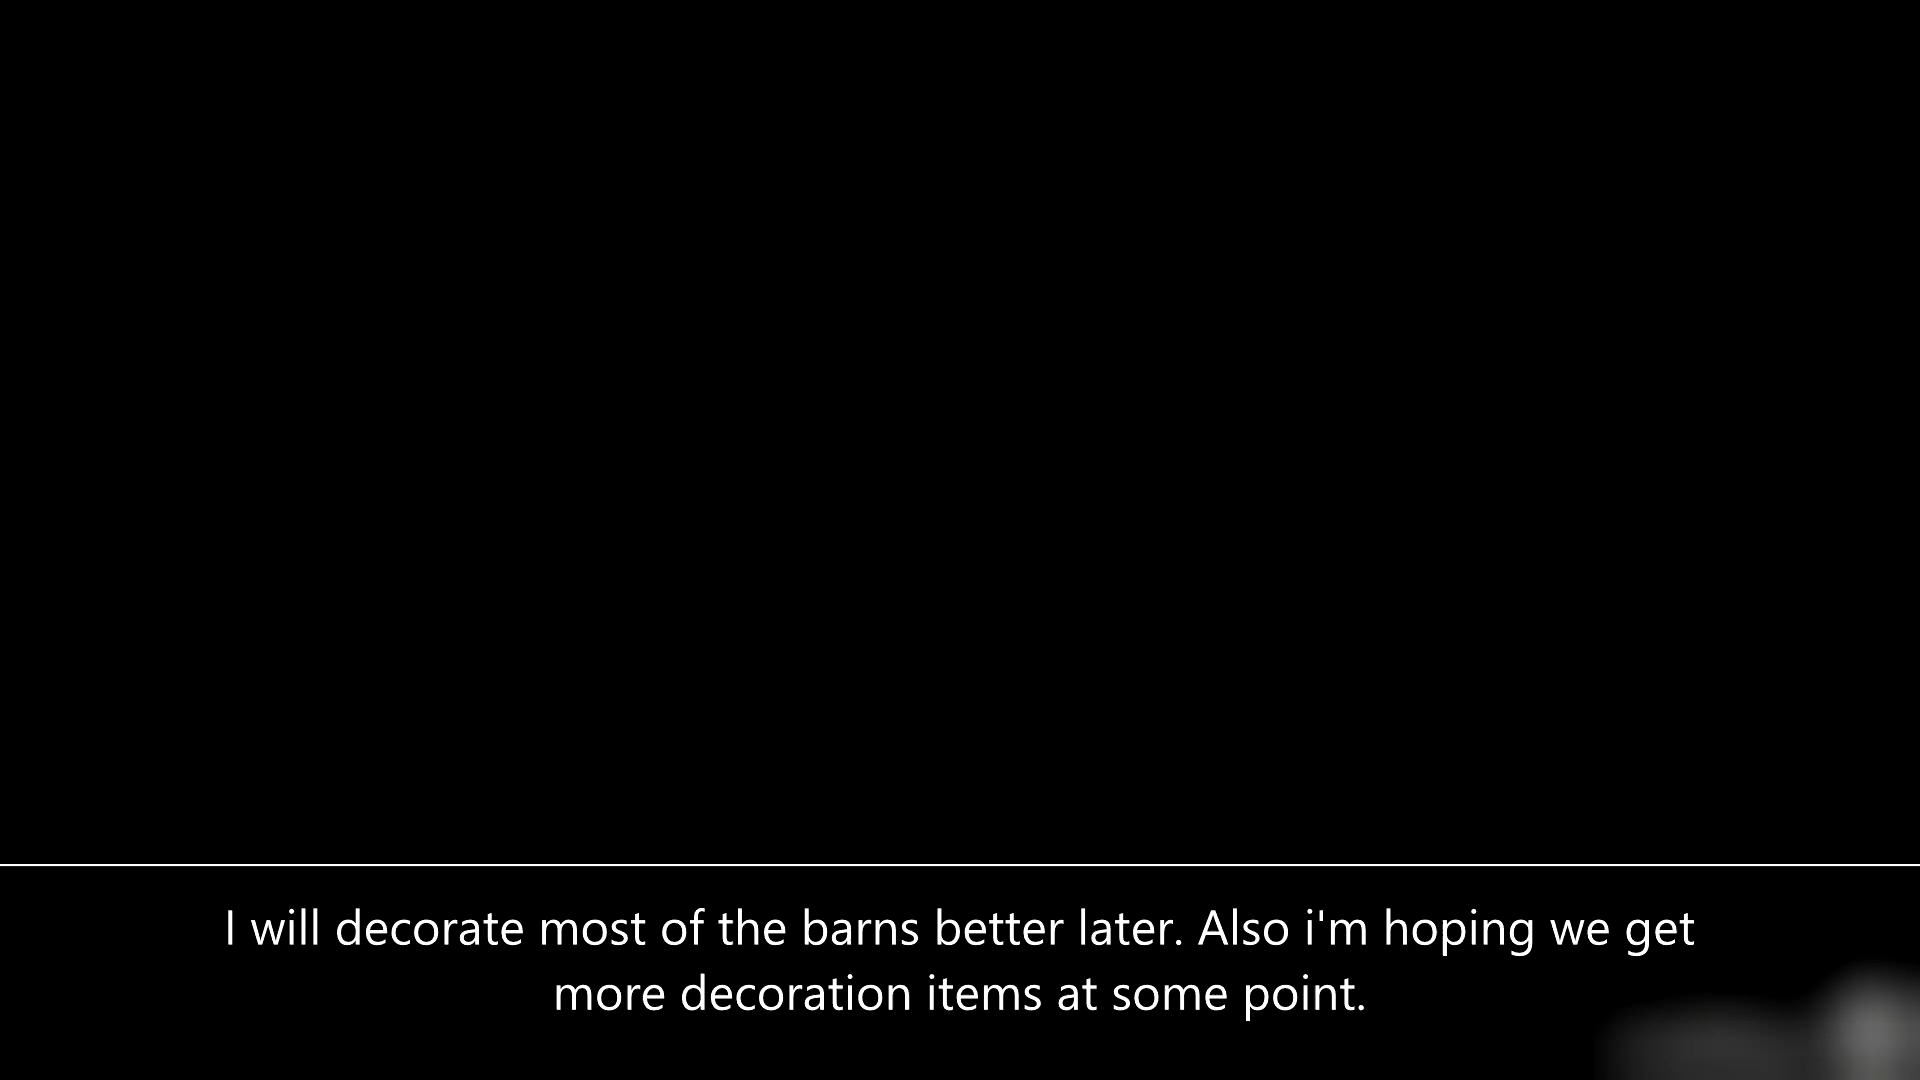 I will decorate most of the barns better later. Also i'm hoping we get
more decoration items at some point.